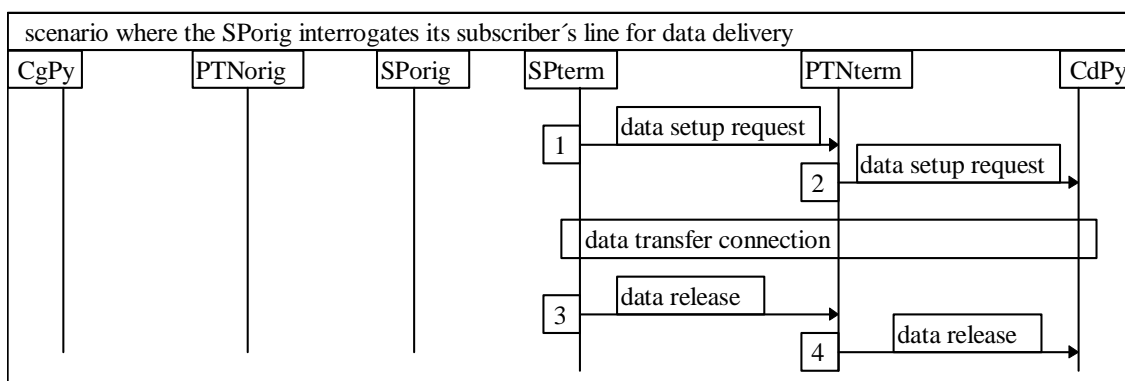 scenario where the SPorig interrogates its subscriber´s line for data delivery
CgPy PTNorig SPorig SPterm PTNterm CdPy
1 data setup request
2 data setup request
data transfer connection
3 data release
4 data release